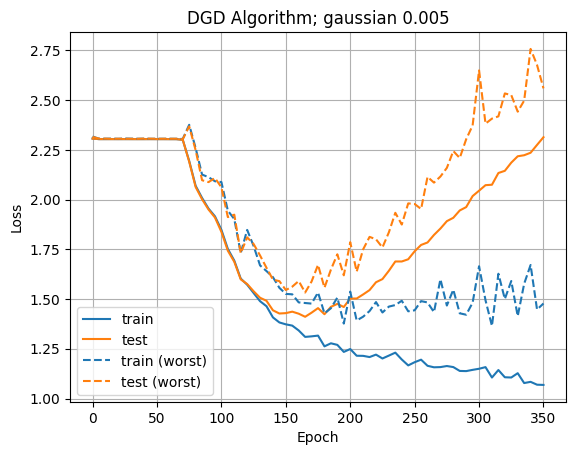 DGD Algorithm; gaussian 0.005
Loss
2.75
2.50
2.25
2.00
1.75
1.50
1.25
1.00
train
test
train (worst)
test (worst)
0
50
100
150
200
250
300
350
Epoch